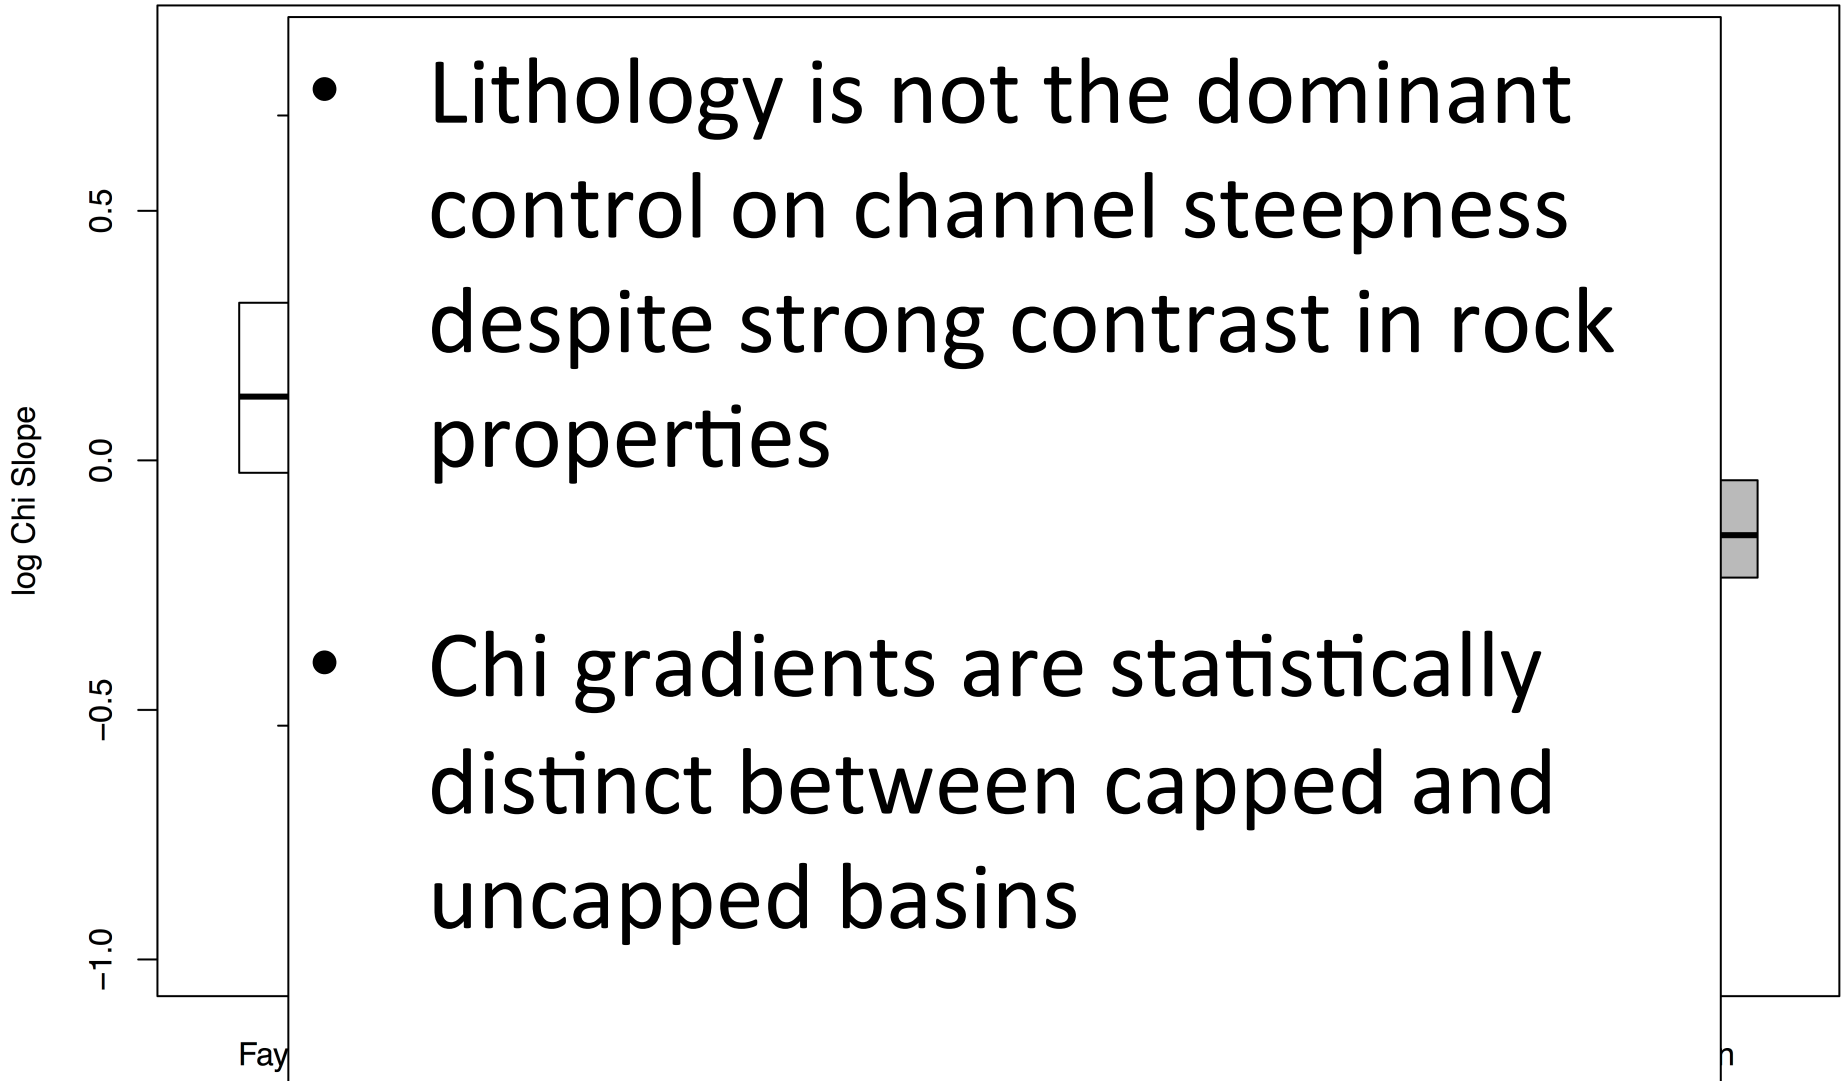 • Lithology is not the dominant
control on channel steepness
despite strong contrast in rock
properties
• Chi gradients are statistically
distinct between capped and
uncapped basins
log Chi Slope
0.5
0.0
−0.5
−1.0